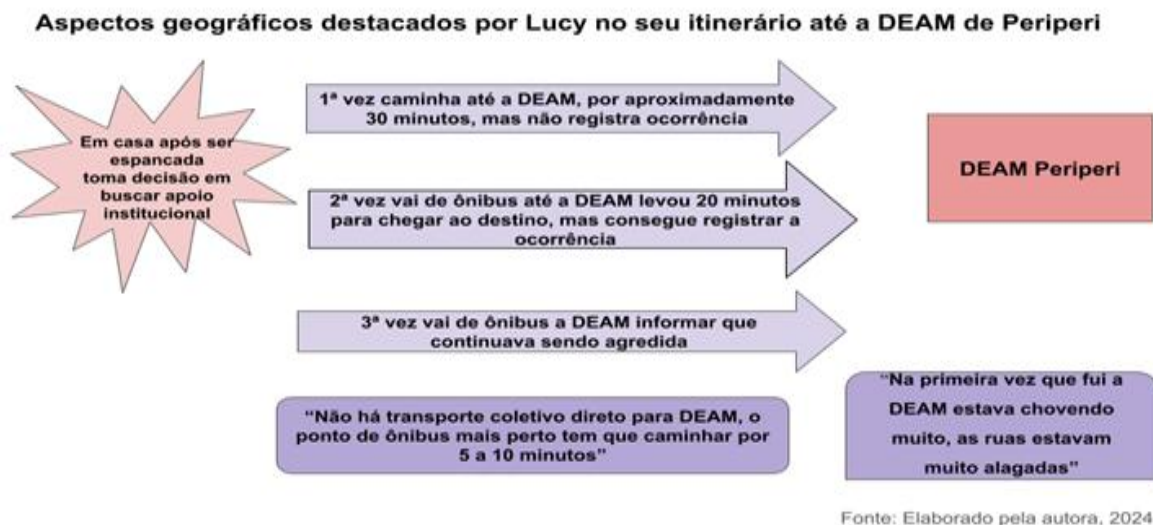 Aspectos geográficos destacados por Lucy no seu itinerário até a DEAM de Periperi
Em casa após ser
espancada
toma decisão em
buscar apoio
institucional
1ª vez caminha até a DEAM, por aproximadamente
30 minutos, mas não registra ocorrência
2ª vez vai de ônibus até a DEAM levou 20 minutos
para chegar ao destino, mas consegue registrar a
ocorrência
3ª vez vai de ônibus a DEAM informar que
continuava sendo agredida
DEAM Periperi
“Não há transporte coletivo direto para DEAM, o
ponto de ônibus mais perto tem que caminhar por
5 a 10 minutos”
“Na primeira vez que fui a
DEAM estava chovendo
muito, as ruas estavam
muito alagadas”
Fonte: Elaborado pela autora, 2024